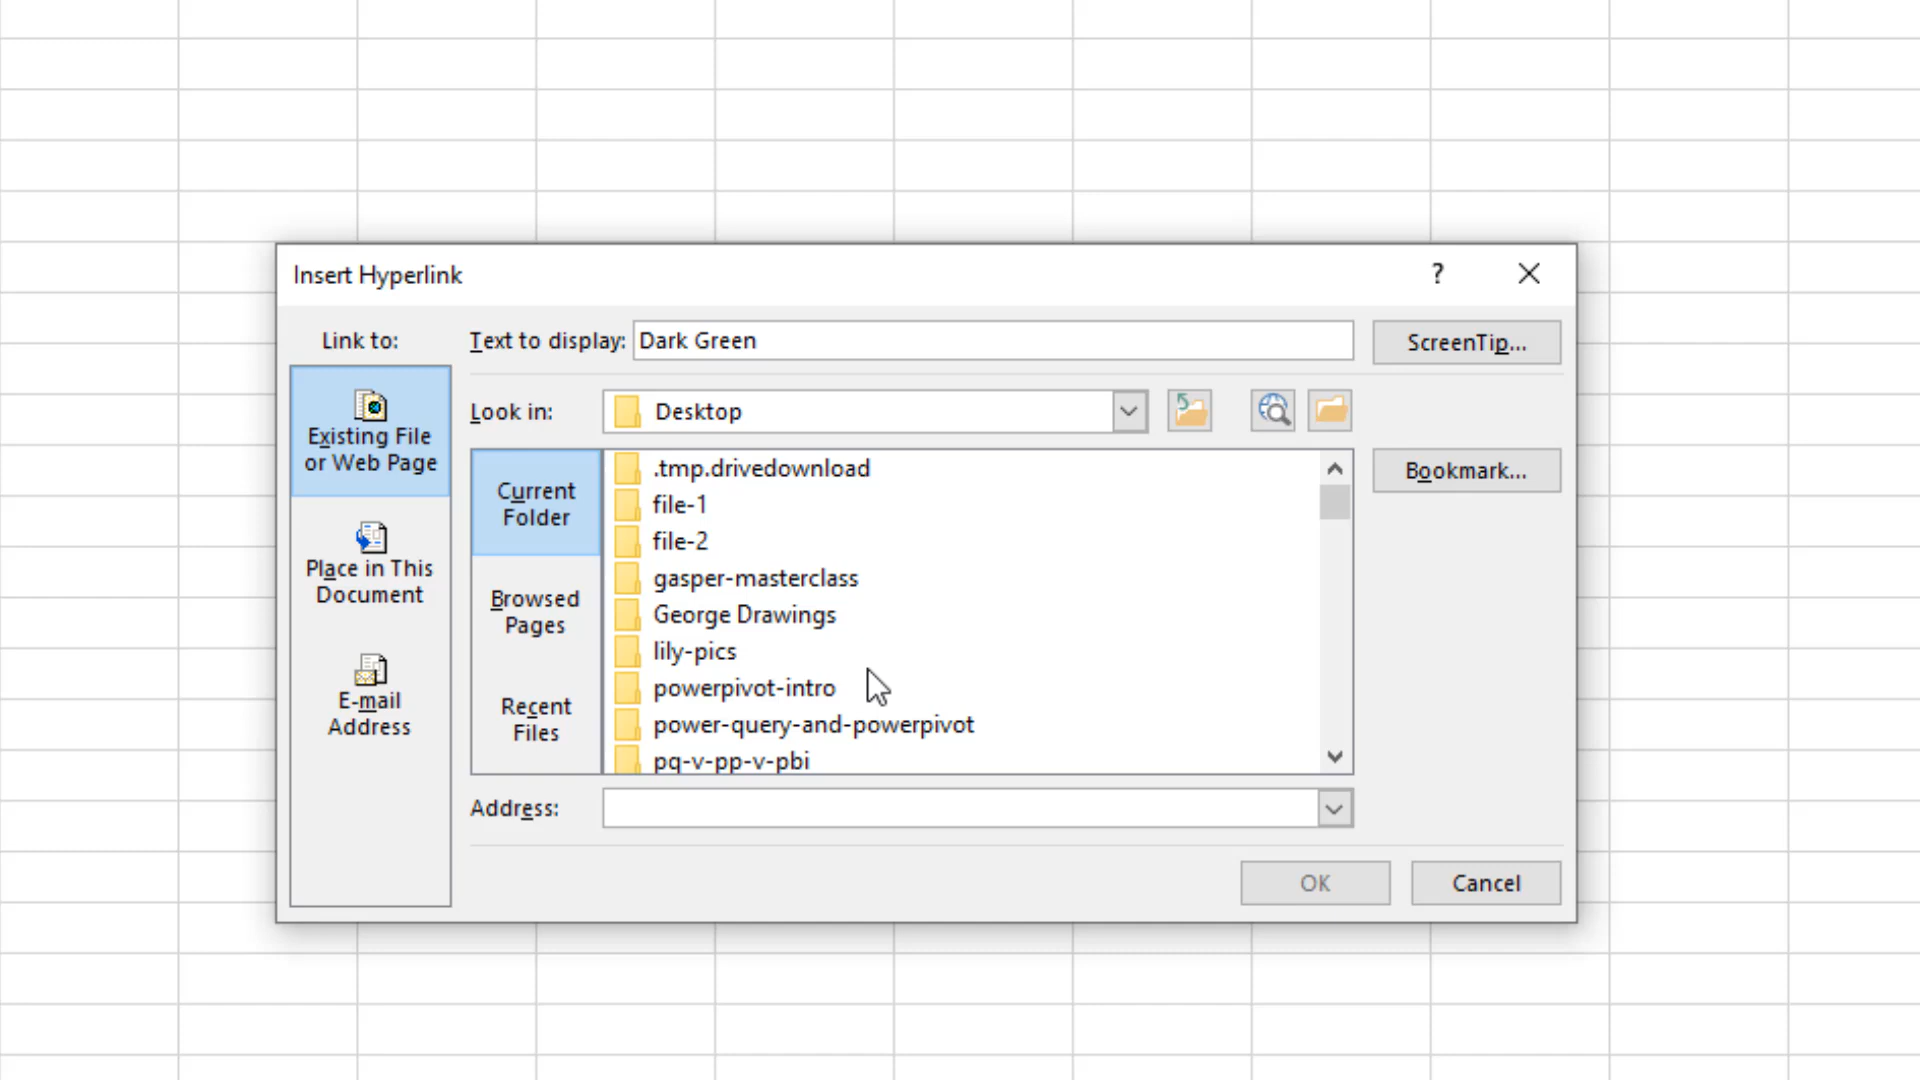 Insert Hyperlink
?
Link to:
Text to display: Dark Green
ScreenTip...
Existing File
or Web Page
Look in: Desktop
Current
Folder
.tmp.drivedownload
file-1
file-2
gasper-masterclass
George Drawings
lily-pics
powerpivot-intro
power-query-and-powerpivot
pq-v-pp-v-pbi
Bookmark...
Place in This
Document
Browsed
Pages
E-mail
Address
Recent
Files
Address:
OK
Cancel